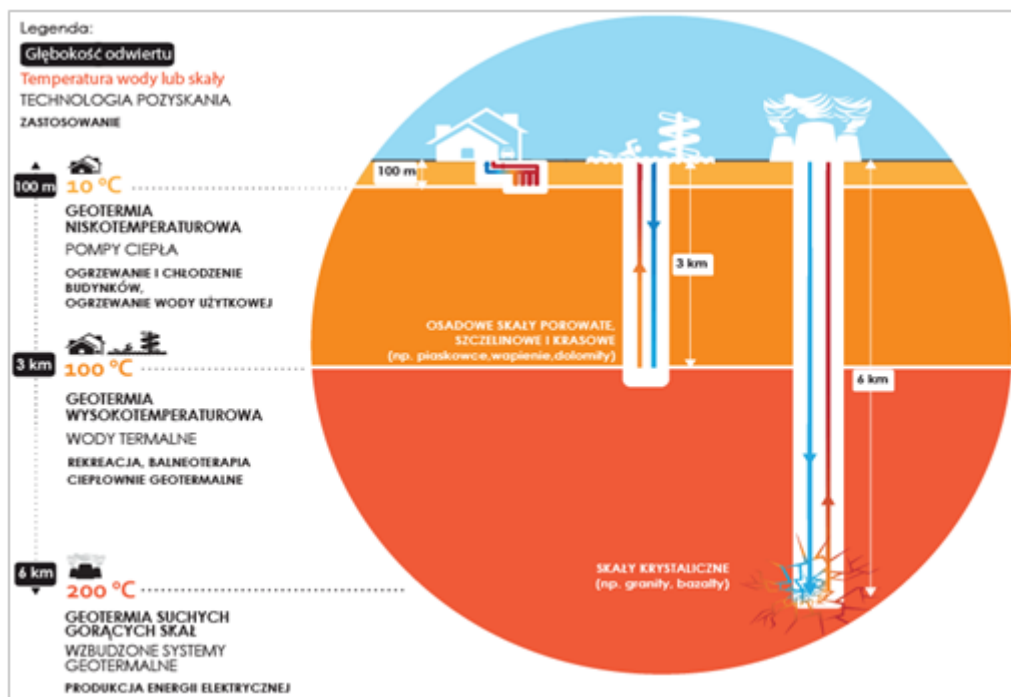 Legenda:
Głębokość odwiertu
Temperatura wody lub skały
TECHNOLOGIA POZYSKANIA
ZASTOSOWANIE
100 m
10 °C
GEOTERMIA
NISKOTEMPERATUROWA
POMPY CIEPŁA
OGRZEWANIE I CHŁODZENIE
BUDYNKÓW,
OGRZEWANIE WODY UŻYTKOWEJ
3 km
100 °C
GEOTERMIA
WYSOKOTEMPERATUROWA
WODY TERMALNE
REKREACJA, BALNEOTERAPIA
CIEPŁOWNIE GEOTERMALNE
6 km
200 °C
GEOTERMIA SUCHYCH
GORĄCYCH SKAŁ
WZBUDZONE SYSTEMY
GEOTERMALNE
PRODUKCJA ENERGII ELEKTRYCZNEJ
100 m
3 km
OSADOWE SKAŁY POROWATE,
SZCZELINOWE I KRASOWE
(np. piaskowce,wapienie,dolomity)
6 km
SKAŁY KRYSTALICZNE
(np. granity, bazalty)